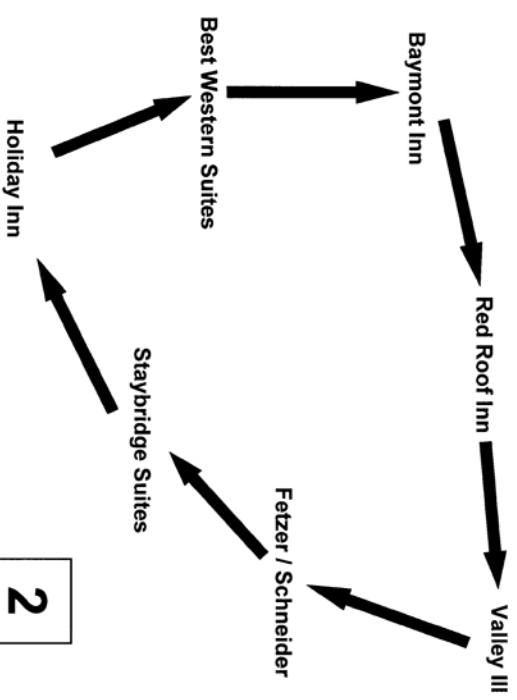 Baymont Inn
Best Western Suites
Red Roof Inn
Holiday Inn
Staybridge Suites
Fetzer / Schneider
Valley III
2